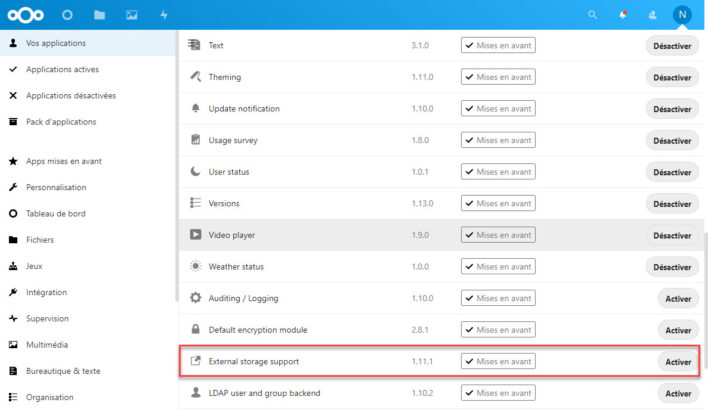 N
Vos applications
Applications actives
Applications désactivées
Pack d'applications
Apps mises en avant
Personnalisation
Tableau de bord
Fichiers
Jeux
Intégration
Supervision
Multimédia
Bureautique & texte
Organisation
Text 3.1.0 Mises en avant Désactiver
Theming 1.11.0 Mises en avant Désactiver
Update notification 1.10.0 Mises en avant Désactiver
Usage survey 1.8.0 Mises en avant Désactiver
User status 1.0.1 Mises en avant Désactiver
Versions 1.13.0 Mises en avant Désactiver
Video player 1.9.0 Mises en avant Désactiver
Weather status 1.0.0 Mises en avant Désactiver
Auditing / Logging 1.10.0 Mises en avant Activer
Default encryption module 2.8.1 Mises en avant Activer
External storage support 1.11.1 Mises en avant Activer
LDAP user and group backend 1.10.2 Mises en avant Activer